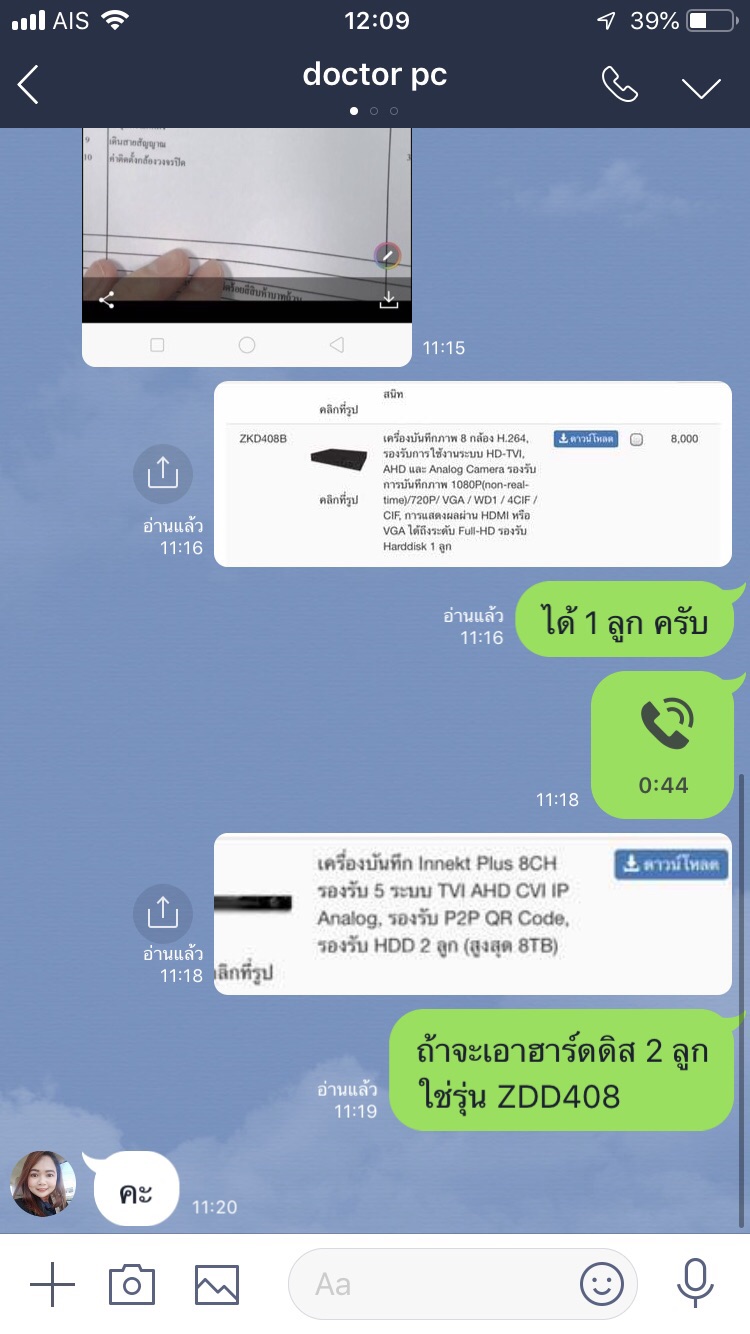 AIS
12:09
39%
doctor pc
9 เดินสายสัญญาณ
10 ค่าติดตั้งกล้องวงจรปิด
3
11:15
สนิท
คลิกที่รูป
ZKD408B
เครื่องบันทึกภาพ 8 กล้อง H.264,
รองรับการใช้งานระบบ HD-TVI,
AHD และ Analog Camera รองรับ
การบันทึกภาพ 1080P(non-real-
time)/720P/ VGA / WD1 / 4CIF /
CIF, การแสดงผลผ่าน HDMI หรือ
VGA ได้ถึงระดับ Full-HD รองรับ
Harddisk 1 ลูก
ดาวน์โหลด
8,000
คลิกที่รูป
อ่านแล้ว
11:16
ได้ 1 ลูก ครับ
อ่านแล้ว
11:16
0:44
11:18
เครื่องบันทึก Innekt Plus 8CH
รองรับ 5 ระบบ TVI AHD CVI IP
Analog, รองรับ P2P QR Code,
รองรับ HDD 2 ลูก (สูงสุด 8TB)
ดาวน์โหลด
ลิกที่รูป
อ่านแล้ว
11:18
ถ้าจะเอาฮาร์ดดิส 2 ลูก
ใช่รุ่น ZDD408
อ่านแล้ว
11:19
คะ
11:20
Aa